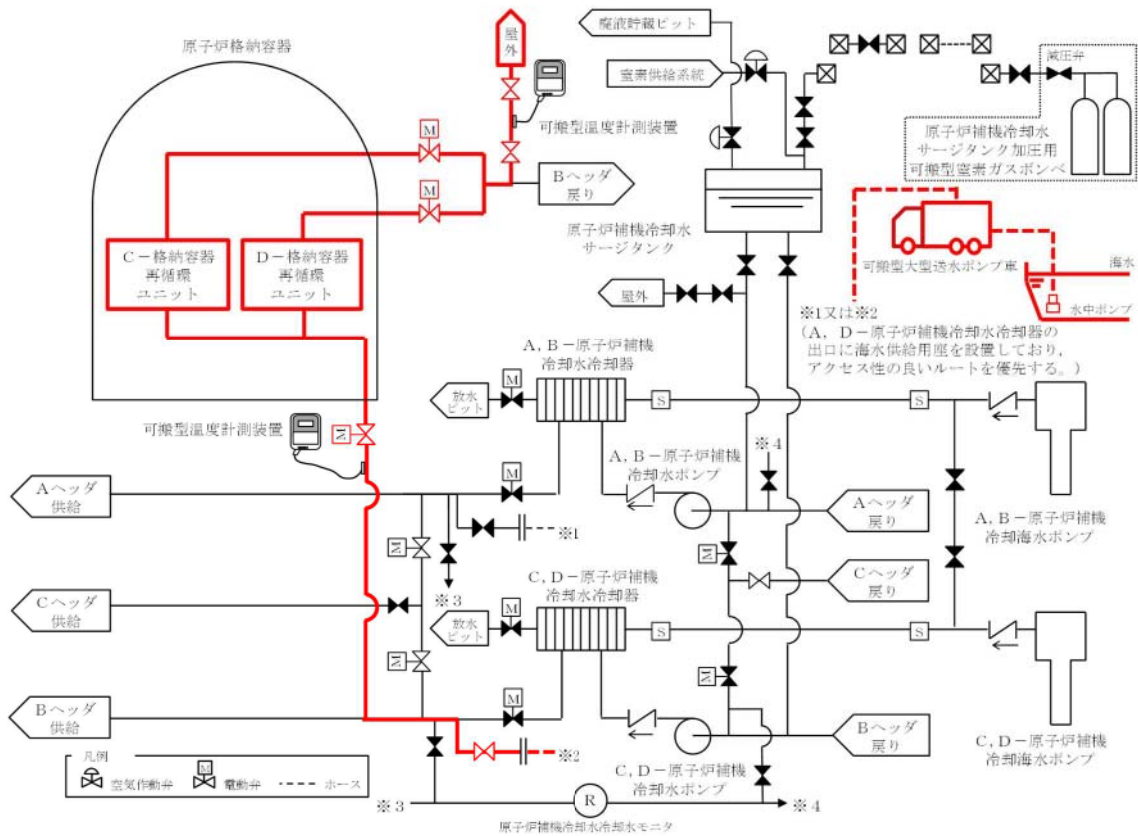 原子炉格納容器
屋外
可搬型温度計測装置
Bヘッダ
戻り
C－格納容器
再循環
ユニット
D－格納容器
再循環
ユニット
廃液貯蔵ピット
窒素供給系統
原子炉補機冷却水
サージタンク
減圧弁
原子炉補機冷却水
サージタンク加圧用
可搬型窒素ガスボンベ
可搬型大型送水ポンプ車
海水
水中ポンプ
※1又は※2
(A，D－原子炉補機冷却水冷却器の
出口に海水供給用座を設置しており，
アクセス性の良いルートを優先する。)
屋外
A，B－原子炉補機
冷却水冷却器
放水
ピット
M
S
S
可搬型温度計測装置
M
M
M
A，B－原子炉補機
冷却水ポンプ
※4
A，B－原子炉補機
冷却海水ポンプ
Aヘッダ
供給
M
※1
Aヘッダ
戻り
M
※3
M
Cヘッダ
戻り
Cヘッダ
供給
C，D－原子炉補機
冷却水冷却器
放水
ピット
M
S
S
M
M
Bヘッダ
供給
M
Bヘッダ
戻り
C，D－原子炉補機
冷却海水ポンプ
※2
C，D－原子炉補機
冷却水ポンプ
凡例
空気作動弁
M
電動弁
ホース
※3
R
※4
原子炉補機冷却水冷却水モニタ